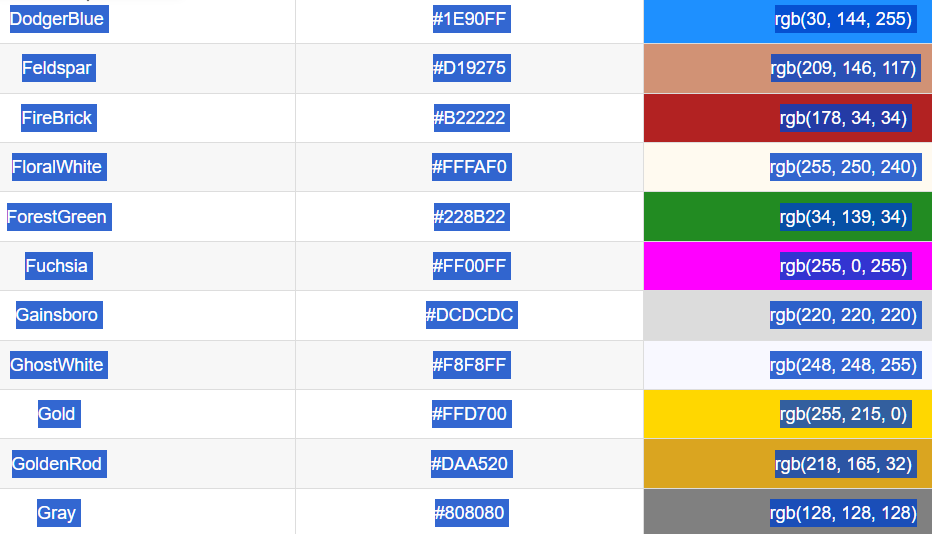 DodgerBlue #1E90FF rgb(30, 144, 255)
Feldspar #D19275 rgb(209, 146, 117)
FireBrick #B22222 rgb(178, 34, 34)
FloralWhite #FFFAF0 rgb(255, 250, 240)
ForestGreen #228B22 rgb(34, 139, 34)
Fuchsia #FF00FF rgb(255, 0, 255)
Gainsboro #DCDCDC rgb(220, 220, 220)
GhostWhite #F8F8FF rgb(248, 248, 255)
Gold #FFD700 rgb(255, 215, 0)
GoldenRod #DAA520 rgb(218, 165, 32)
Gray #808080 rgb(128, 128, 128)